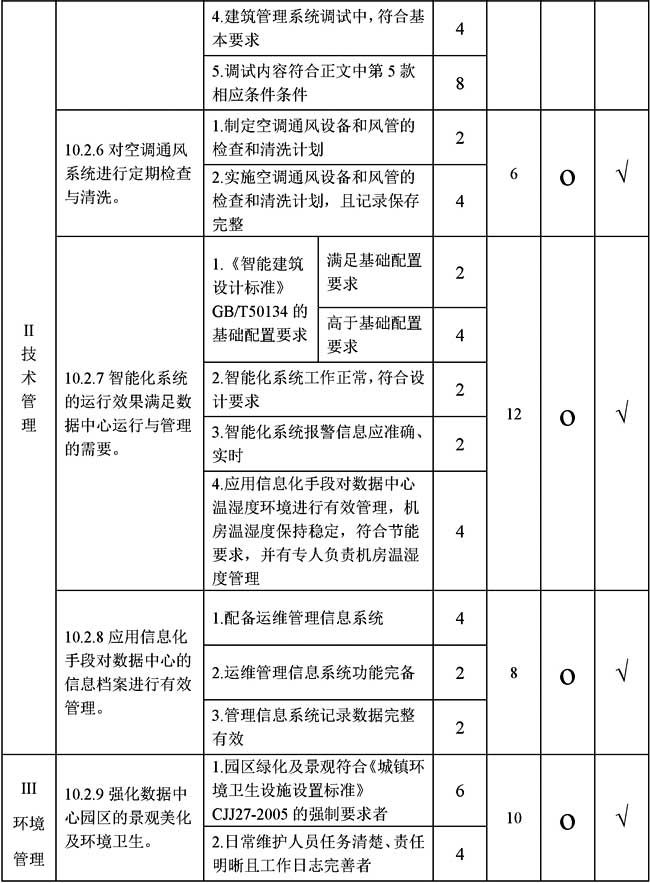 4.建筑管理系统调试中，符合基
本要求
4
5.调试内容符合正文中第 5 款
相应条件条件
8
10.2.6 对空调通风
系统进行定期检查
与清洗。
1.制定空调通风设备和风管的
检查和清洗计划
2
2.实施空调通风设备和风管的
检查和清洗计划，且记录保存
完整
4
6
O
√
II
技
术
管
理
10.2.7 智能化系统
的运行效果满足数
据中心运行与管理
的需要。
1.《智能建筑
设计标准》
GB/T50134 的
基础配置要求
满足基础配置
要求
2
高于基础配置
要求
4
2.智能化系统工作正常，符合设
计要求
2
3.智能化系统报警信息应准确、
实时
2
4.应用信息化手段对数据中心
温湿度环境进行有效管理，机
房温湿度保持稳定，符合节能
要求，并有专人负责机房温湿
度管理
4
12
O
√
10.2.8 应用信息化
手段对数据中心的
信息档案进行有效
管理。
1.配备运维管理信息系统
4
2.运维管理信息系统功能完备
2
3.管理信息系统记录数据完整
有效
2
8
O
√
III
环境
管理
10.2.9 强化数据中
心园区的景观美化
及环境卫生。
1.园区绿化及景观符合《城镇环
境卫生设施设置标准》
CJJ27-2005 的强制要求者
6
2.日常维护人员任务清楚、责任
明晰且工作日志完善者
4
10
O
√